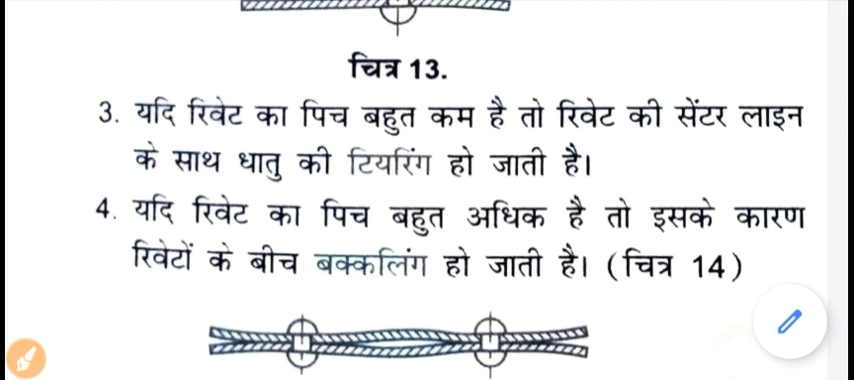 चित्र 13.
3. यदि रिवेट का पिच बहुत कम है तो रिवेट की सेंटर लाइन
के साथ धातु की टियरिंग हो जाती है।
4. यदि रिवेट का पिच बहुत अधिक है तो इसके कारण
रिवेटों के बीच बक्कलिंग हो जाती है। (चित्र 14)